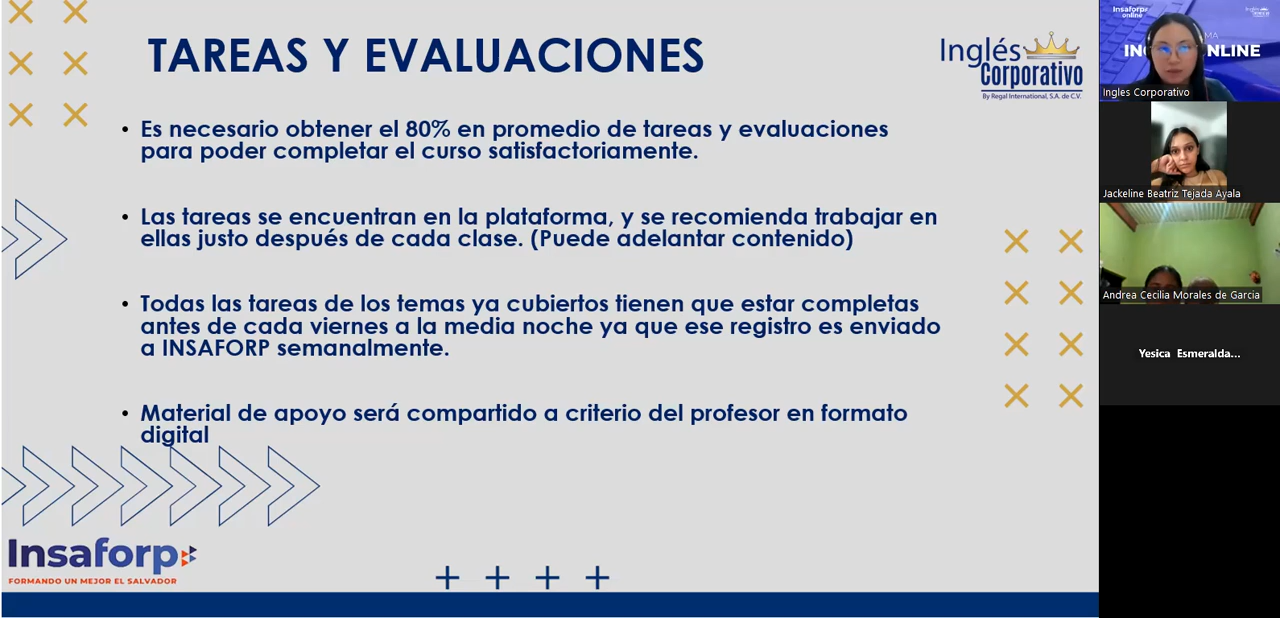 TAREAS Y EVALUACIONES
Inglés
Corporativo
By Regal International, S.A. de C.V.
• Es necesario obtener el 80% en promedio de tareas y evaluaciones
para poder completar el curso satisfactoriamente.
• Las tareas se encuentran en la plataforma, y se recomienda trabajar en
ellas justo después de cada clase. (Puede adelantar contenido)
• Todas las tareas de los temas ya cubiertos tienen que estar completas
antes de cada viernes a la media noche ya que ese registro es enviado
a INSAFORP semanalmente.
• Material de apoyo será compartido a criterio del profesor en formato
digital
Insaforp
FORMANDO UN MEJOR EL SALVADOR
Insaforp
online
NLINE
Ingles Corporativo
Jackeline Beatriz Tejada Ayala
Andrea Cecilia Morales de Garcia
Yesica Esmeralda...